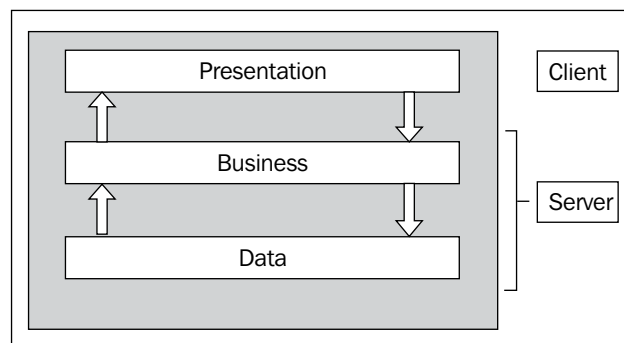 Presentation
Client
Business
Server
Data